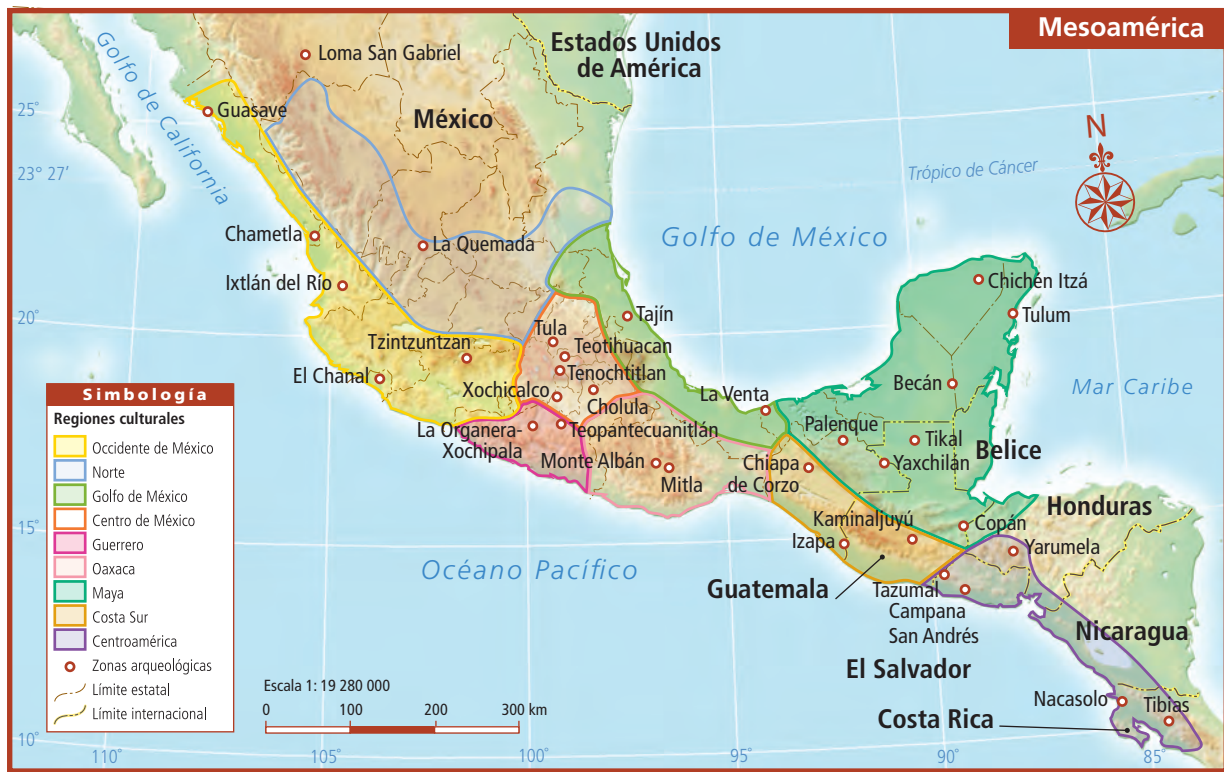 Mesoamérica
Estados Unidos
de América
Loma San Gabriel
Golfo de California
Guasave
México
25°
23° 27'
N
Trópico de Cáncer
Golfo de México
Chametla
La Quemada
Ixtlán del Río
Chichén Itzá
Tulum
20°
Tajín
Tula
Teotihuacan
Tzintzuntzan
Tenochtitlan
El Chanal
Xochicalco
Cholula
La Venta
Becán
Mar Caribe
La Organera-
Xochipala
Teopantecuanitlán
Palenque
Tikal
Yaxchilán
Belice
Monte Albán
Mitla
Chiapa
de Corzo
Honduras
15°
Kaminaljuyú
Copán
Izapa
Yarumela
Océano Pacífico
Guatemala
Tazumal
Campana
San Andrés
Nicaragua
El Salvador
Nacasolo
Tibias
Costa Rica
10°
110°
105°
100°
95°
90°
85°
Simbología
Regiones culturales
Occidente de México
Norte
Golfo de México
Centro de México
Guerrero
Oaxaca
Maya
Costa Sur
Centroamérica
Zonas arqueológicas
Límite estatal
Límite internacional
Escala 1: 19 280 000
0 100 200 300 km